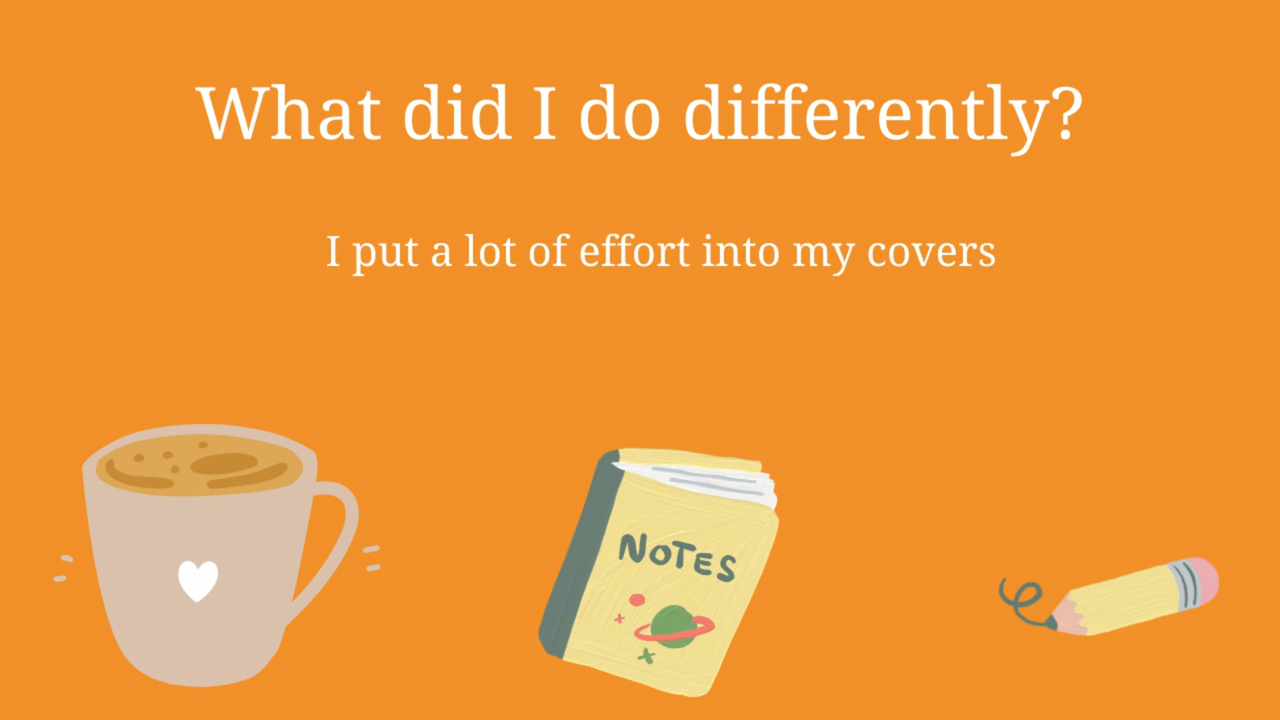 What did I do differently?
I put a lot of effort into my covers
NOTES